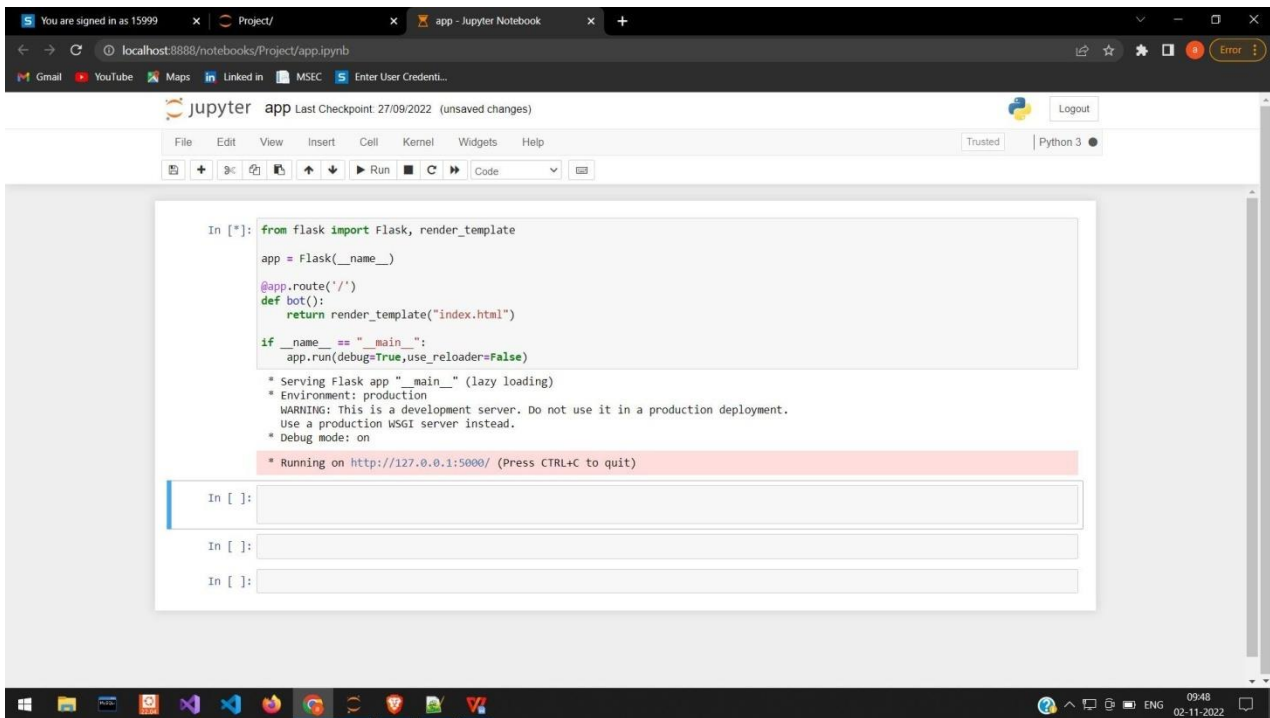 You are signed in as 15999
Project/
app - Jupyter Notebook
localhost:8888/notebooks/Project/app.ipynb
a
Error
Gmail
YouTube
Maps
Linked in
MSEC
Enter User Credenti...
jupyter app Last Checkpoint: 27/09/2022 (unsaved changes)
Logout
File Edit View Insert Cell Kernel Widgets Help
Trusted
Python 3
Run
Code
In [*]: from flask import Flask, render_template
app = Flask(__name__)
@app.route('/')
def bot():
return render_template("index.html")
if __name__ == "__main__":
app.run(debug=True,use_reloader=False)
* Serving Flask app "__main__" (lazy loading)
* Environment: production
WARNING: This is a development server. Do not use it in a production deployment.
Use a production WSGI server instead.
* Debug mode: on
* Running on http://127.0.0.1:5000/ (Press CTRL+C to quit)
In [ ]:
In [ ]:
In [ ]:
22.04
ENG
09:48
02-11-2022